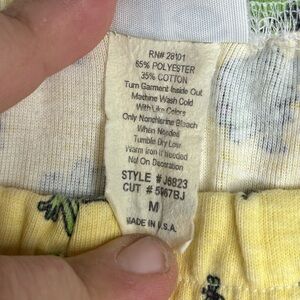 RN# 28101
65% POLYESTER
35% COTTON
Turn Garment Inside Out
Machine Wash Cold
With Like Colors
Only Nonchlorine Bleach
When Needed
Tumble Dry Low
Warm Iron If Needed
Not On Decoration
STYLE # J6823
CUT # 5667BJ
M
MADE IN U.S.A.